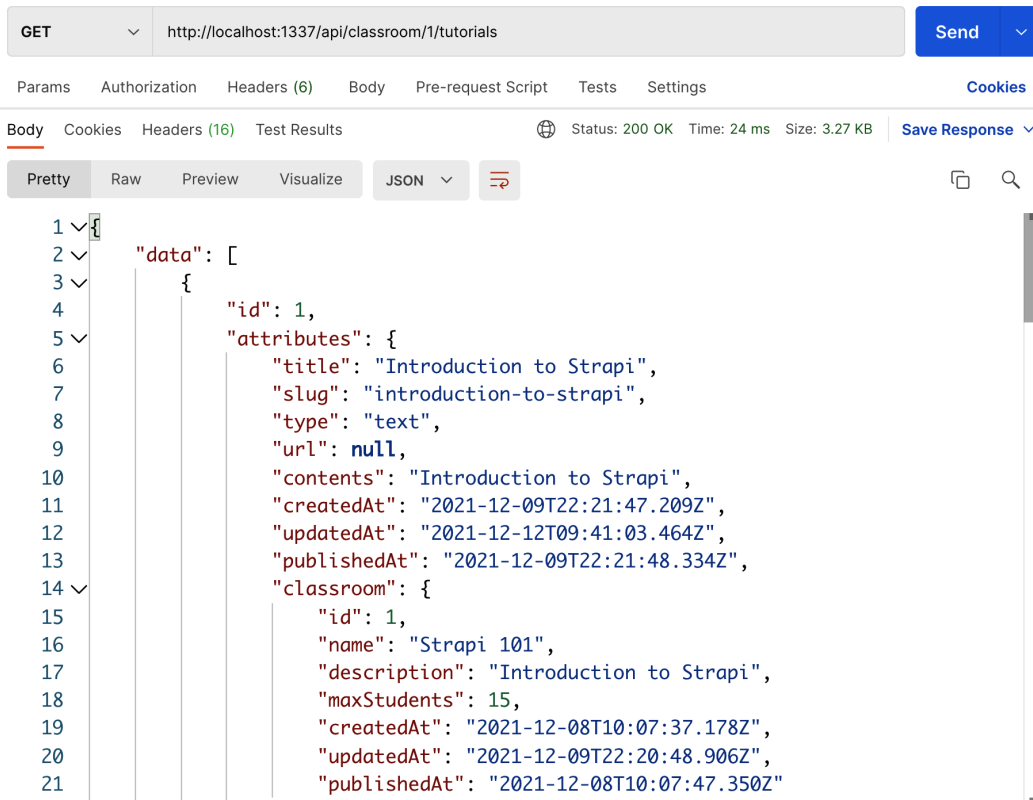 GET http://localhost:1337/api/classroom/1/tutorials Send
Params Authorization Headers (6) Body Pre-request Script Tests Settings Cookies
Body Cookies Headers (16) Test Results Status: 200 OK Time: 24 ms Size: 3.27 KB Save Response
Pretty Raw Preview Visualize JSON
1 {
2 "data": [
3 {
4 "id": 1,
5 "attributes": {
6 "title": "Introduction to Strapi",
7 "slug": "introduction-to-strapi",
8 "type": "text",
9 "url": null,
10 "contents": "Introduction to Strapi",
11 "createdAt": "2021-12-09T22:21:47.209Z",
12 "updatedAt": "2021-12-12T09:41:03.464Z",
13 "publishedAt": "2021-12-09T22:21:48.334Z",
14 "classroom": {
15 "id": 1,
16 "name": "Strapi 101",
17 "description": "Introduction to Strapi",
18 "maxStudents": 15,
19 "createdAt": "2021-12-08T10:07:37.178Z",
20 "updatedAt": "2021-12-09T22:20:48.906Z",
21 "publishedAt": "2021-12-08T10:07:47.350Z"